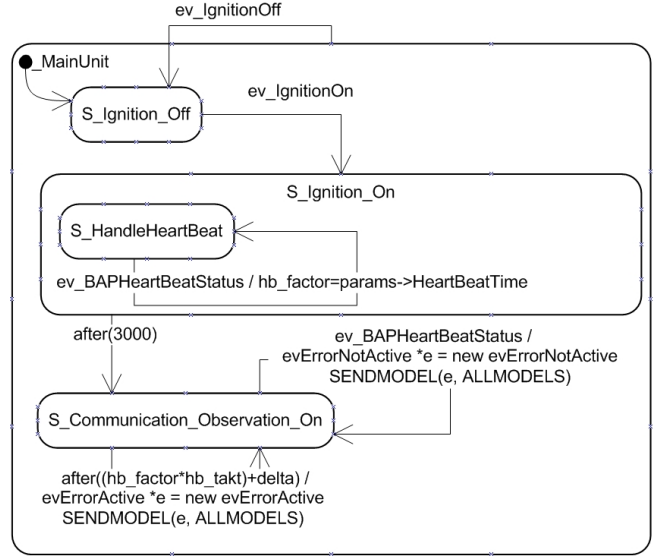 ev_IgnitionOff
_MainUnit
S_Ignition_Off
ev_IgnitionOn
S_Ignition_On
S_HandleHeartBeat
ev_BAPHeartBeatStatus / hb_factor=params->HeartBeatTime
after(3000)
ev_BAPHeartBeatStatus /
evErrorNotActive *e = new evErrorNotActive
SENDMODEL(e, ALLMODELS)
S_Communication_Observation_On
after((hb_factor*hb_takt)+delta) /
evErrorActive *e = new evErrorActive
SENDMODEL(e, ALLMODELS)